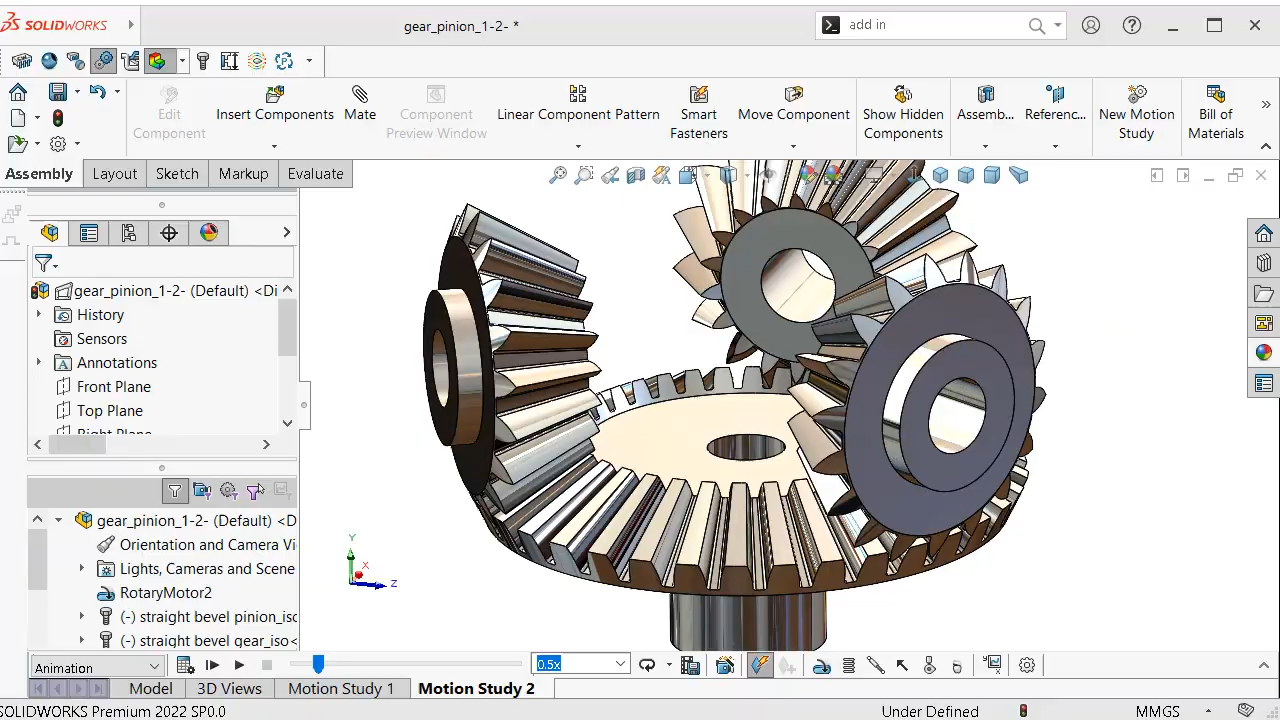 SOLIDWORKS
gear_pinion_1-2- *
add in
Edit Component
Insert Components
Mate
Component Preview Window
Linear Component Pattern
Smart Fasteners
Move Component
Show Hidden Components
Assemb...
Referenc...
New Motion Study
Bill of Materials
Assembly
Layout
Sketch
Markup
Evaluate
gear_pinion_1-2- (Default) <Di
History
Sensors
Annotations
Front Plane
Top Plane
Right Plane
gear_pinion_1-2- (Default) <D
Orientation and Camera Vi
Lights, Cameras and Scene
RotaryMotor2
(-) straight bevel pinion_iso
(-) straight bevel gear_iso<
Y
X
Z
Animation
0.5x
Model
3D Views
Motion Study 1
Motion Study 2
SOLIDWORKS Premium 2022 SP0.0
Under Defined
MMGS